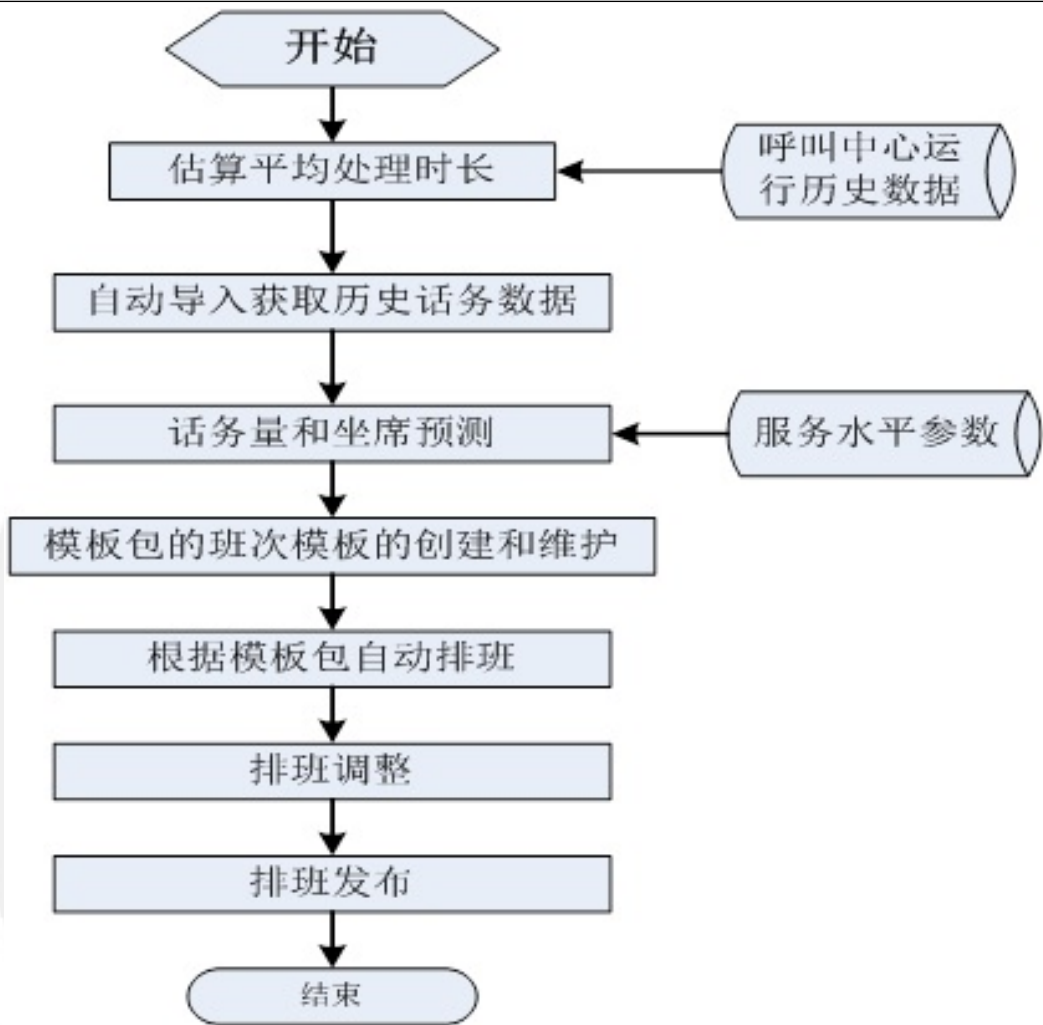 开始
估算平均处理时长
呼叫中心运
行历史数据
自动导入获取历史话务数据
话务量和坐席预测
服务水平参数
模板包的班次模板的创建和维护
根据模板包自动排班
排班调整
排班发布
结束